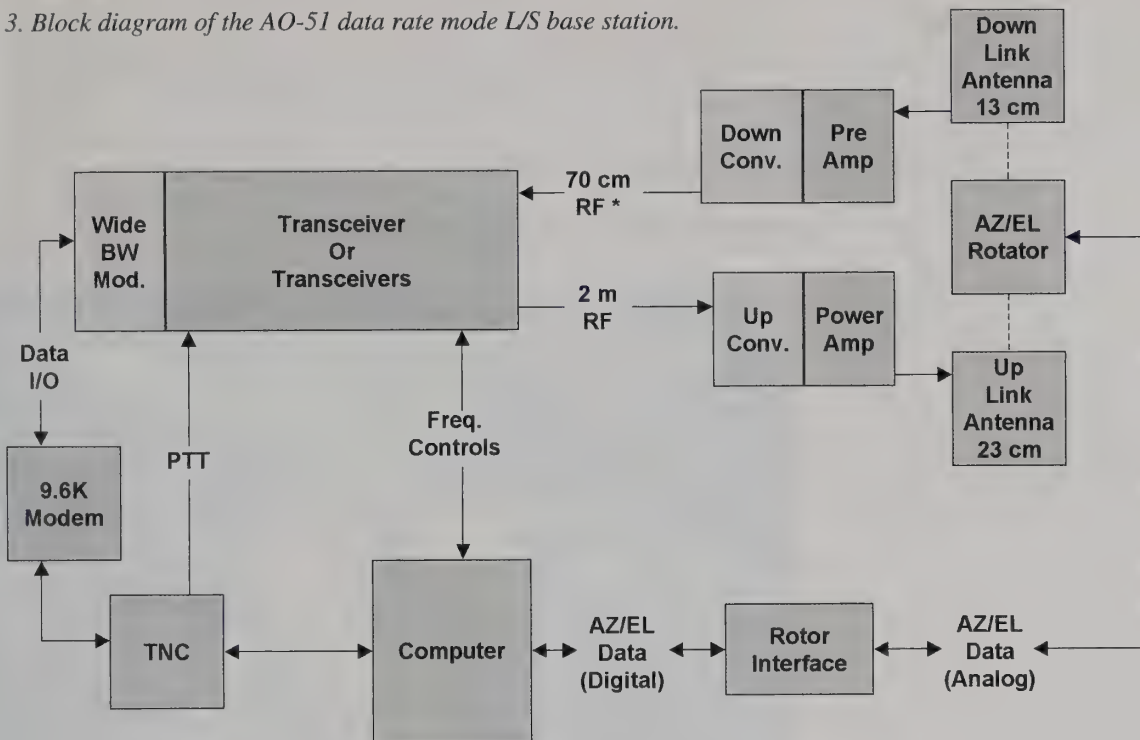 3. Block diagram of the AO-51 data rate mode L/S base station.
Down
Link
Antenna
13 cm
Down
Conv.
Pre
Amp
70 cm
RF *
Wide
BW
Mod.
Transceiver
Or
Transceivers
AZ/EL
Rotator
2 m
RF
Up
Conv.
Power
Amp
Up
Link
Antenna
23 cm
Data
I/O
PTT
Freq.
Controls
9.6K
Modem
TNC
Computer
AZ/EL
Data
(Digital)
Rotor
Interface
AZ/EL
Data
(Analog)